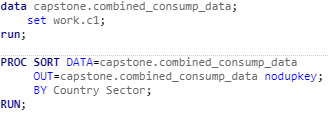 data capstone.combined_consump_data;
set work.c1;
run;
PROC SORT DATA=capstone.combined_consump_data
OUT=capstone.combined_consump_data nodupkey;
BY Country Sector;
RUN;